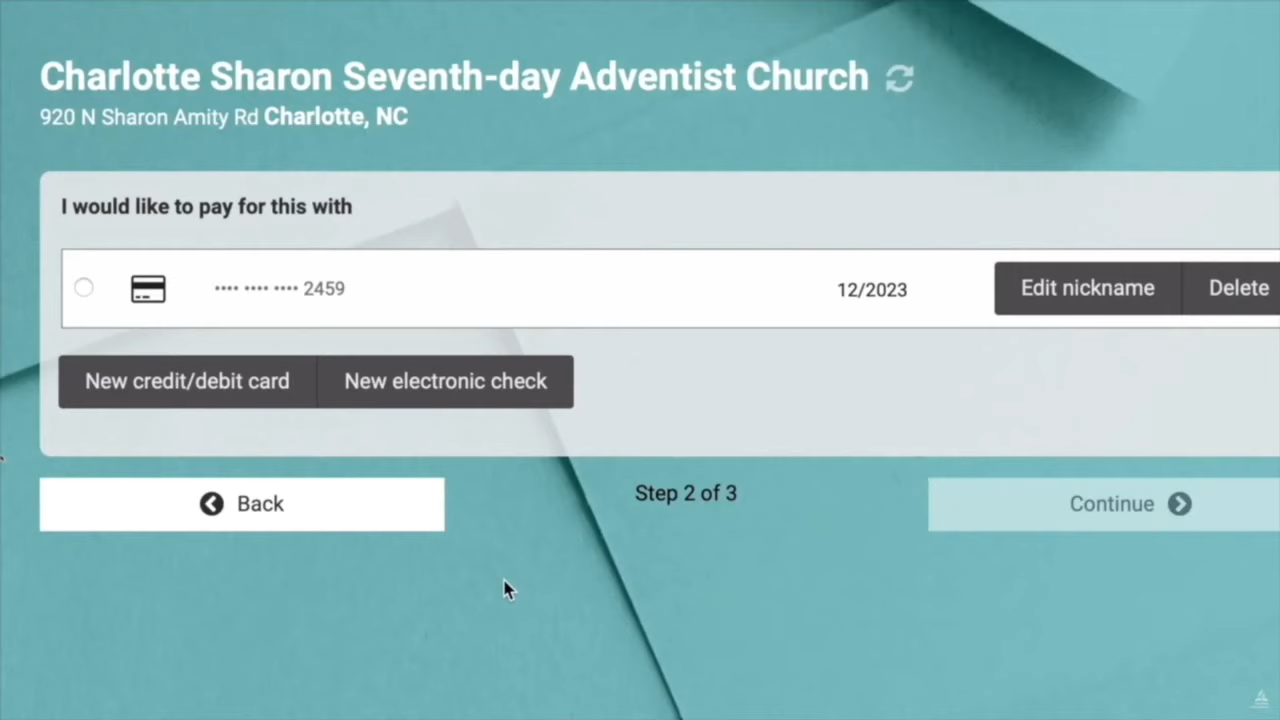 Charlotte Sharon Seventh-day Adventist Church
920 N Sharon Amity Rd Charlotte, NC
I would like to pay for this with
•••• •••• •••• 2459
12/2023
Edit nickname
Delete
New credit/debit card
New electronic check
Back
Step 2 of 3
Continue